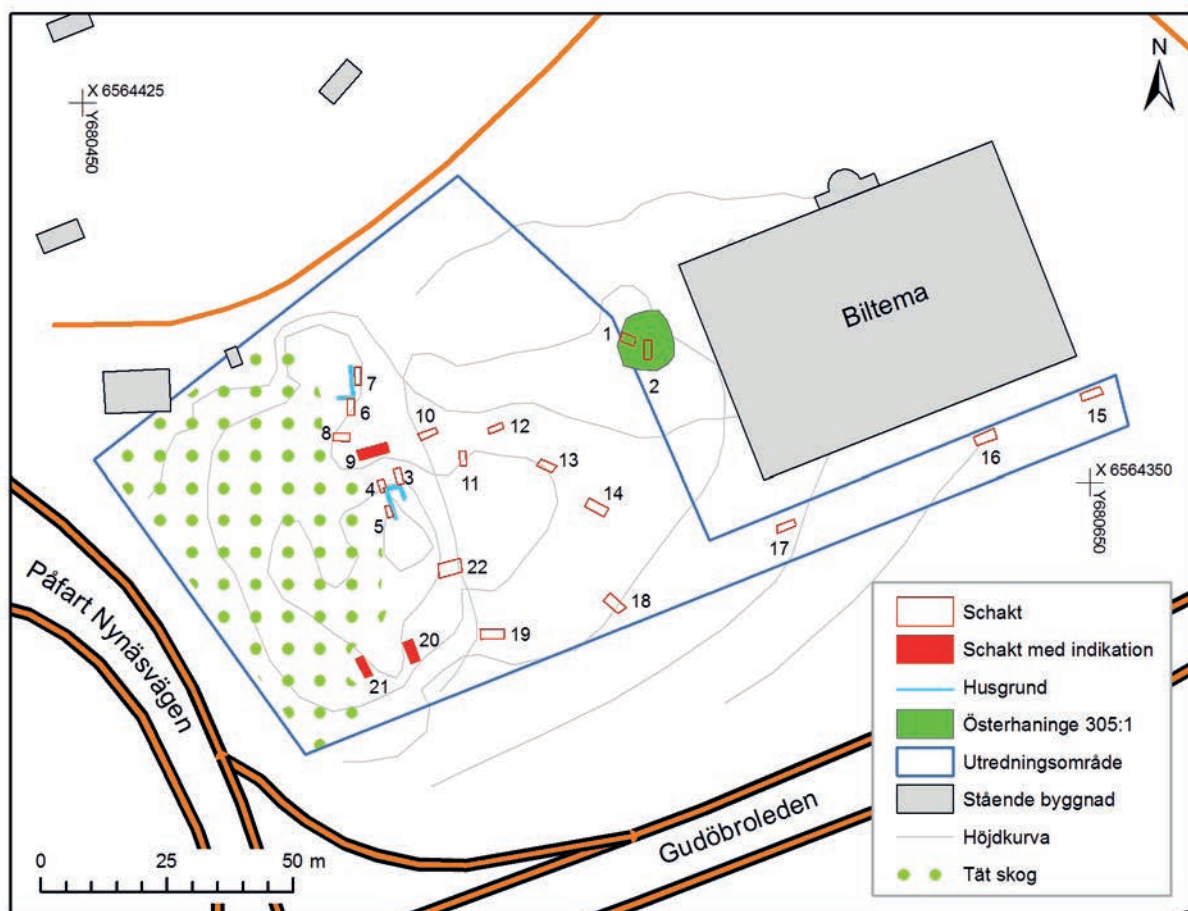 X 6564425
Y680450
N
Biltema
1
2
7
6
8
9
10
12
11
13
3
4
5
14
15
16
17
X 6564350
Y680650
22
18
19
20
21
Påfart Nynäsvägen
Gudöbroleden
0 25 50 m
Schakt
Schakt med indikation
Husgrund
Österhaninge 305:1
Utredningsområde
Stående byggnad
Höjdkurva
Tät skog